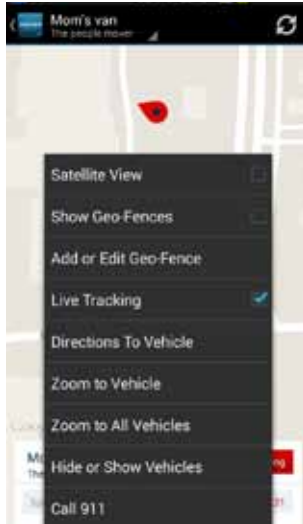 Mom's van
The people mover
Satellite View
Show Geo-Fences
Add or Edit Geo-Fence
Live Tracking
Directions To Vehicle
Zoom to Vehicle
Zoom to All Vehicles
Hide or Show Vehicles
Call 911